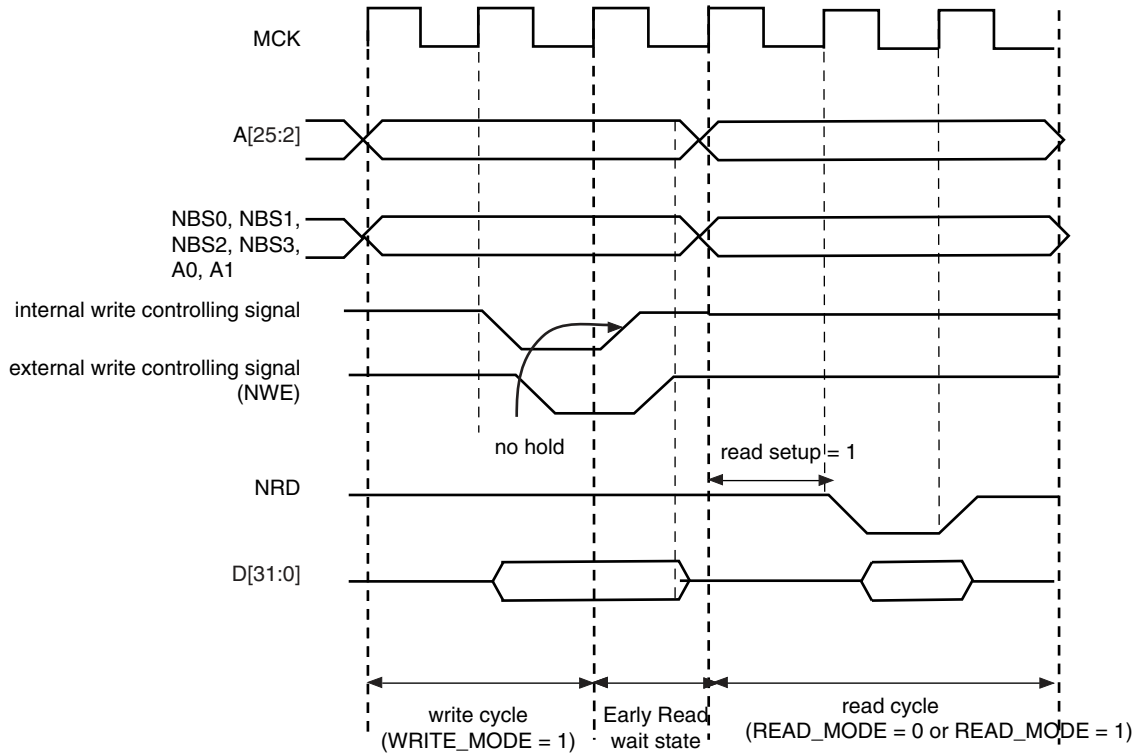 MCK
A[25:2]
NBS0, NBS1,
NBS2, NBS3,
A0, A1
internal write controlling signal
external write controlling signal
(NWE)
no hold
read setup = 1
NRD
D[31:0]
write cycle
(WRITE_MODE = 1)
Early Read
wait state
read cycle
(READ_MODE = 0 or READ_MODE = 1)